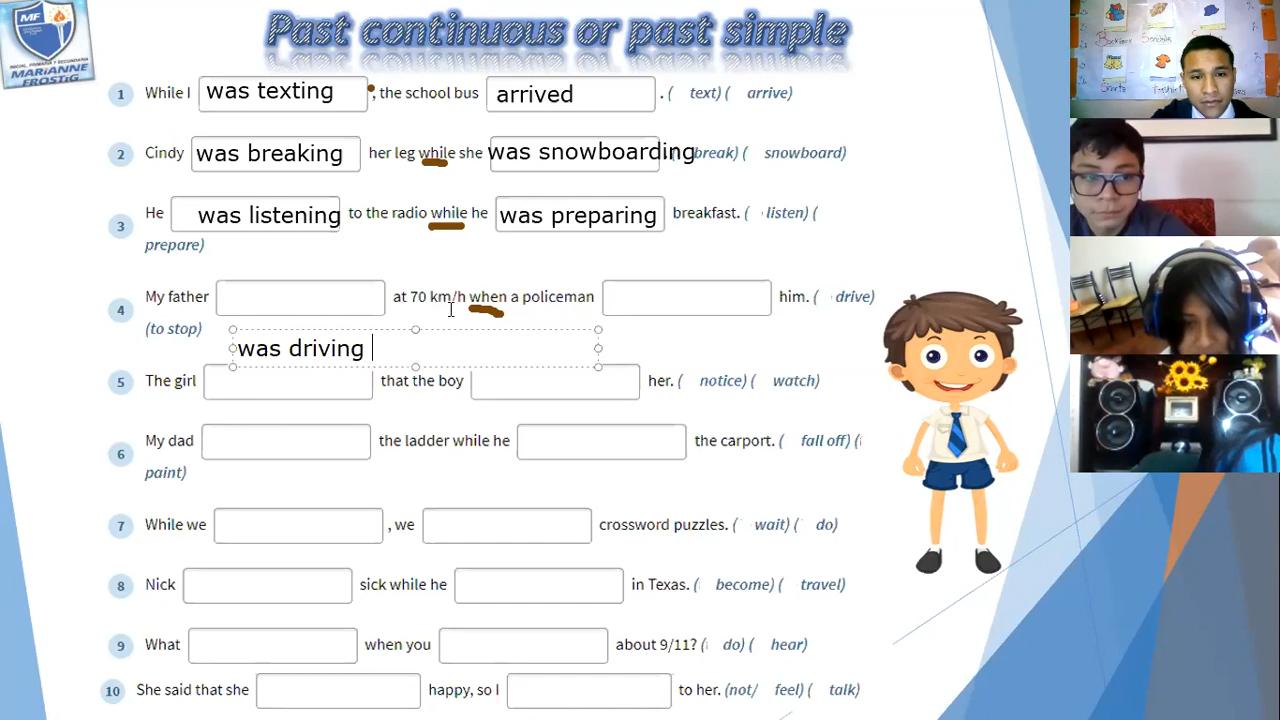 Past continuous or past simple
MF
INICIAL, PRIMARIA Y SECUNDARIA
MARIANNE
FROSTIG
1 While I was texting , the school bus arrived . ( text) ( arrive)
2 Cindy was breaking her leg while she was snowboarding break) ( snowboard)
3 He was listening to the radio while he was preparing breakfast. ( listen) (
prepare)
4 My father at 70 km/h when a policeman him. ( drive)
(to stop)
was driving
5 The girl that the boy her. ( notice) ( watch)
6 My dad the ladder while he the carport. ( fall off) (
paint)
7 While we , we crossword puzzles. ( wait) ( do)
8 Nick sick while he in Texas. ( become) ( travel)
9 What when you about 9/11? ( do) ( hear)
10 She said that she happy, so I to her. (not/ feel) ( talk)